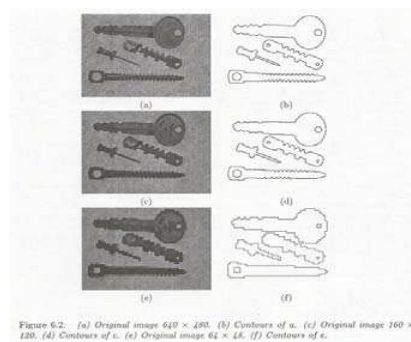 (a) (b)
(c) (d)
(e) (f)
Figure 6.2. (a) Original image 640 × 480. (b) Contours of a. (c) Original image 160 ×
120. (d) Contours of c. (e) Original image 64 × 48. (f) Contours of e.